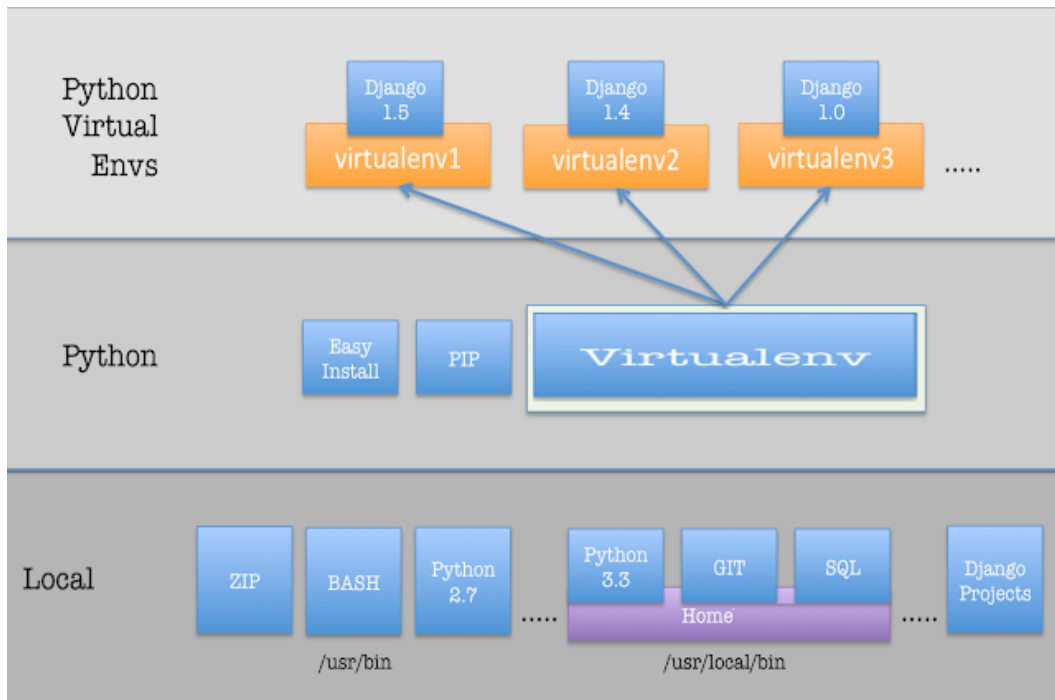 Python
Virtual
Envs
Django
1.5
virtualenv1
Django
1.4
virtualenv2
Django
1.0
virtualenv3
.....
Python
Easy
Install
PIP
Virtualenv
Local
ZIP
BASH
Python
2.7
.....
Python
3.3
GIT
SQL
Home
.....
Django
Projects
/usr/bin
/usr/local/bin